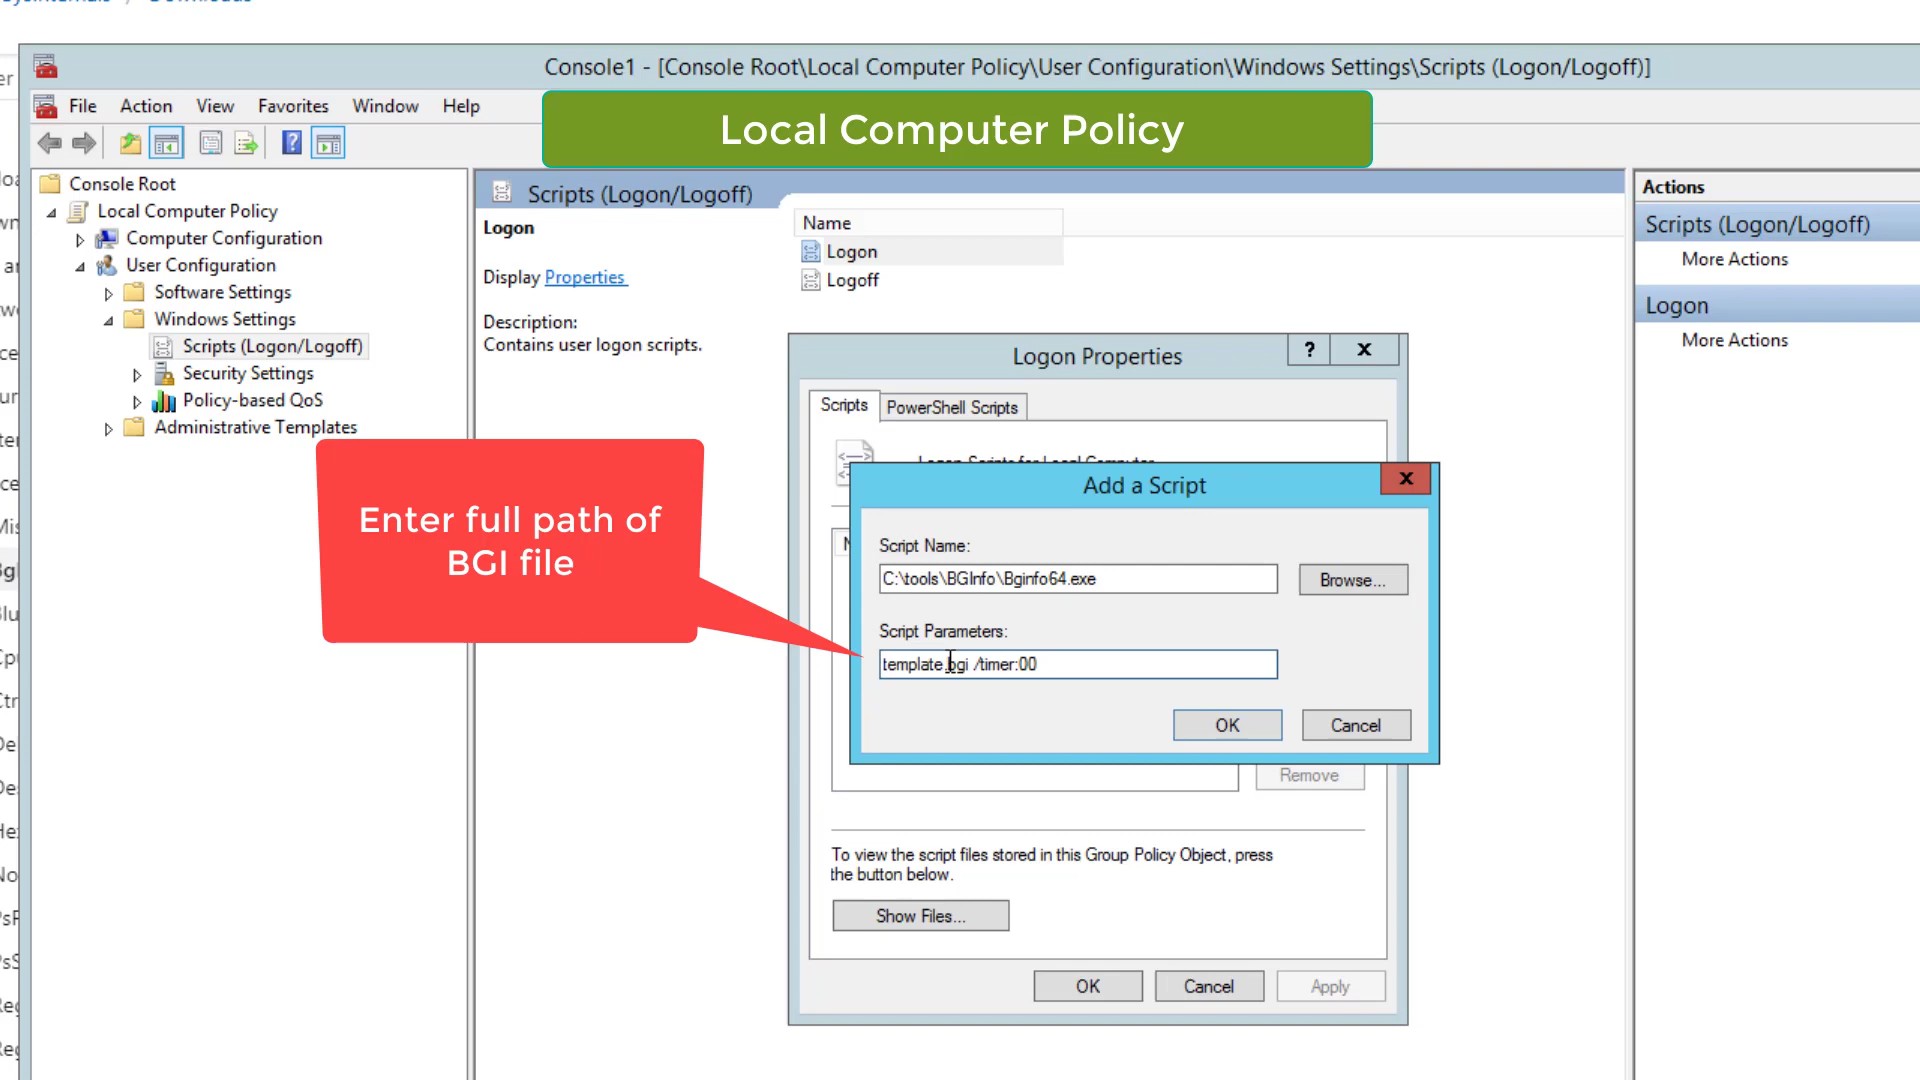 Console1 - [Console Root\Local Computer Policy\User Configuration\Windows Settings\Scripts (Logon/Logoff)]
File Action View Favorites Window Help
Local Computer Policy
Console Root
Local Computer Policy
Computer Configuration
User Configuration
Software Settings
Windows Settings
Scripts (Logon/Logoff)
Security Settings
Policy-based QoS
Administrative Templates
Scripts (Logon/Logoff)
Logon
Display Properties
Description:
Contains user logon scripts.
Name
Logon
Logoff
Actions
Scripts (Logon/Logoff)
More Actions
Logon
More Actions
Logon Properties
Scripts
PowerShell Scripts
Enter full path of
BGI file
Add a Script
Script Name:
C:\tools\BGInfo\Bginfo64.exe
Browse...
Script Parameters:
template.bgi /timer:00
OK
Cancel
Remove
To view the script files stored in this Group Policy Object, press
the button below.
Show Files...
OK
Cancel
Apply